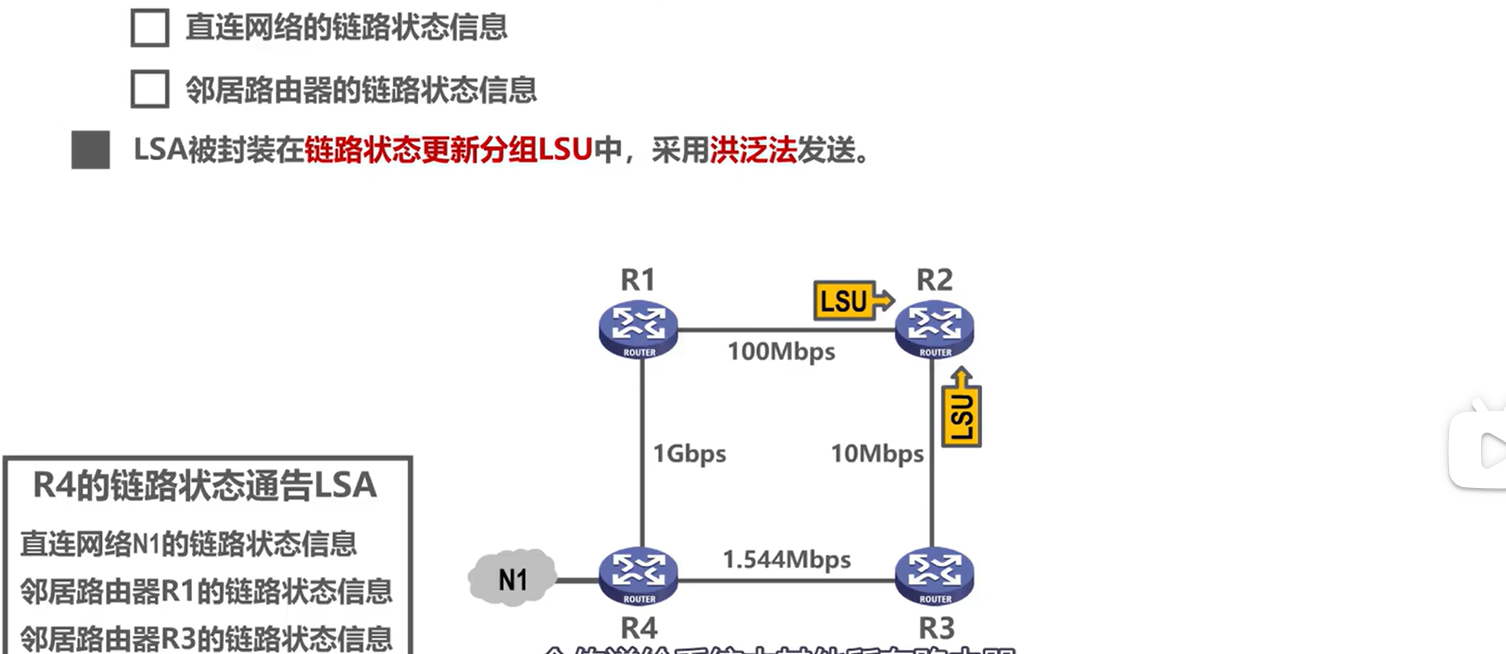 直连网络的链路状态信息
邻居路由器的链路状态信息
LSA被封装在链路状态更新分组LSU中，采用洪泛法发送。
R1
R2
LSU
ROUTER
ROUTER
100Mbps
LSU
1Gbps
10Mbps
R4的链路状态通告LSA
直连网络N1的链路状态信息
邻居路由器R1的链路状态信息
邻居路由器R3的链路状态信息
N1
1.544Mbps
ROUTER
ROUTER
R4
R3